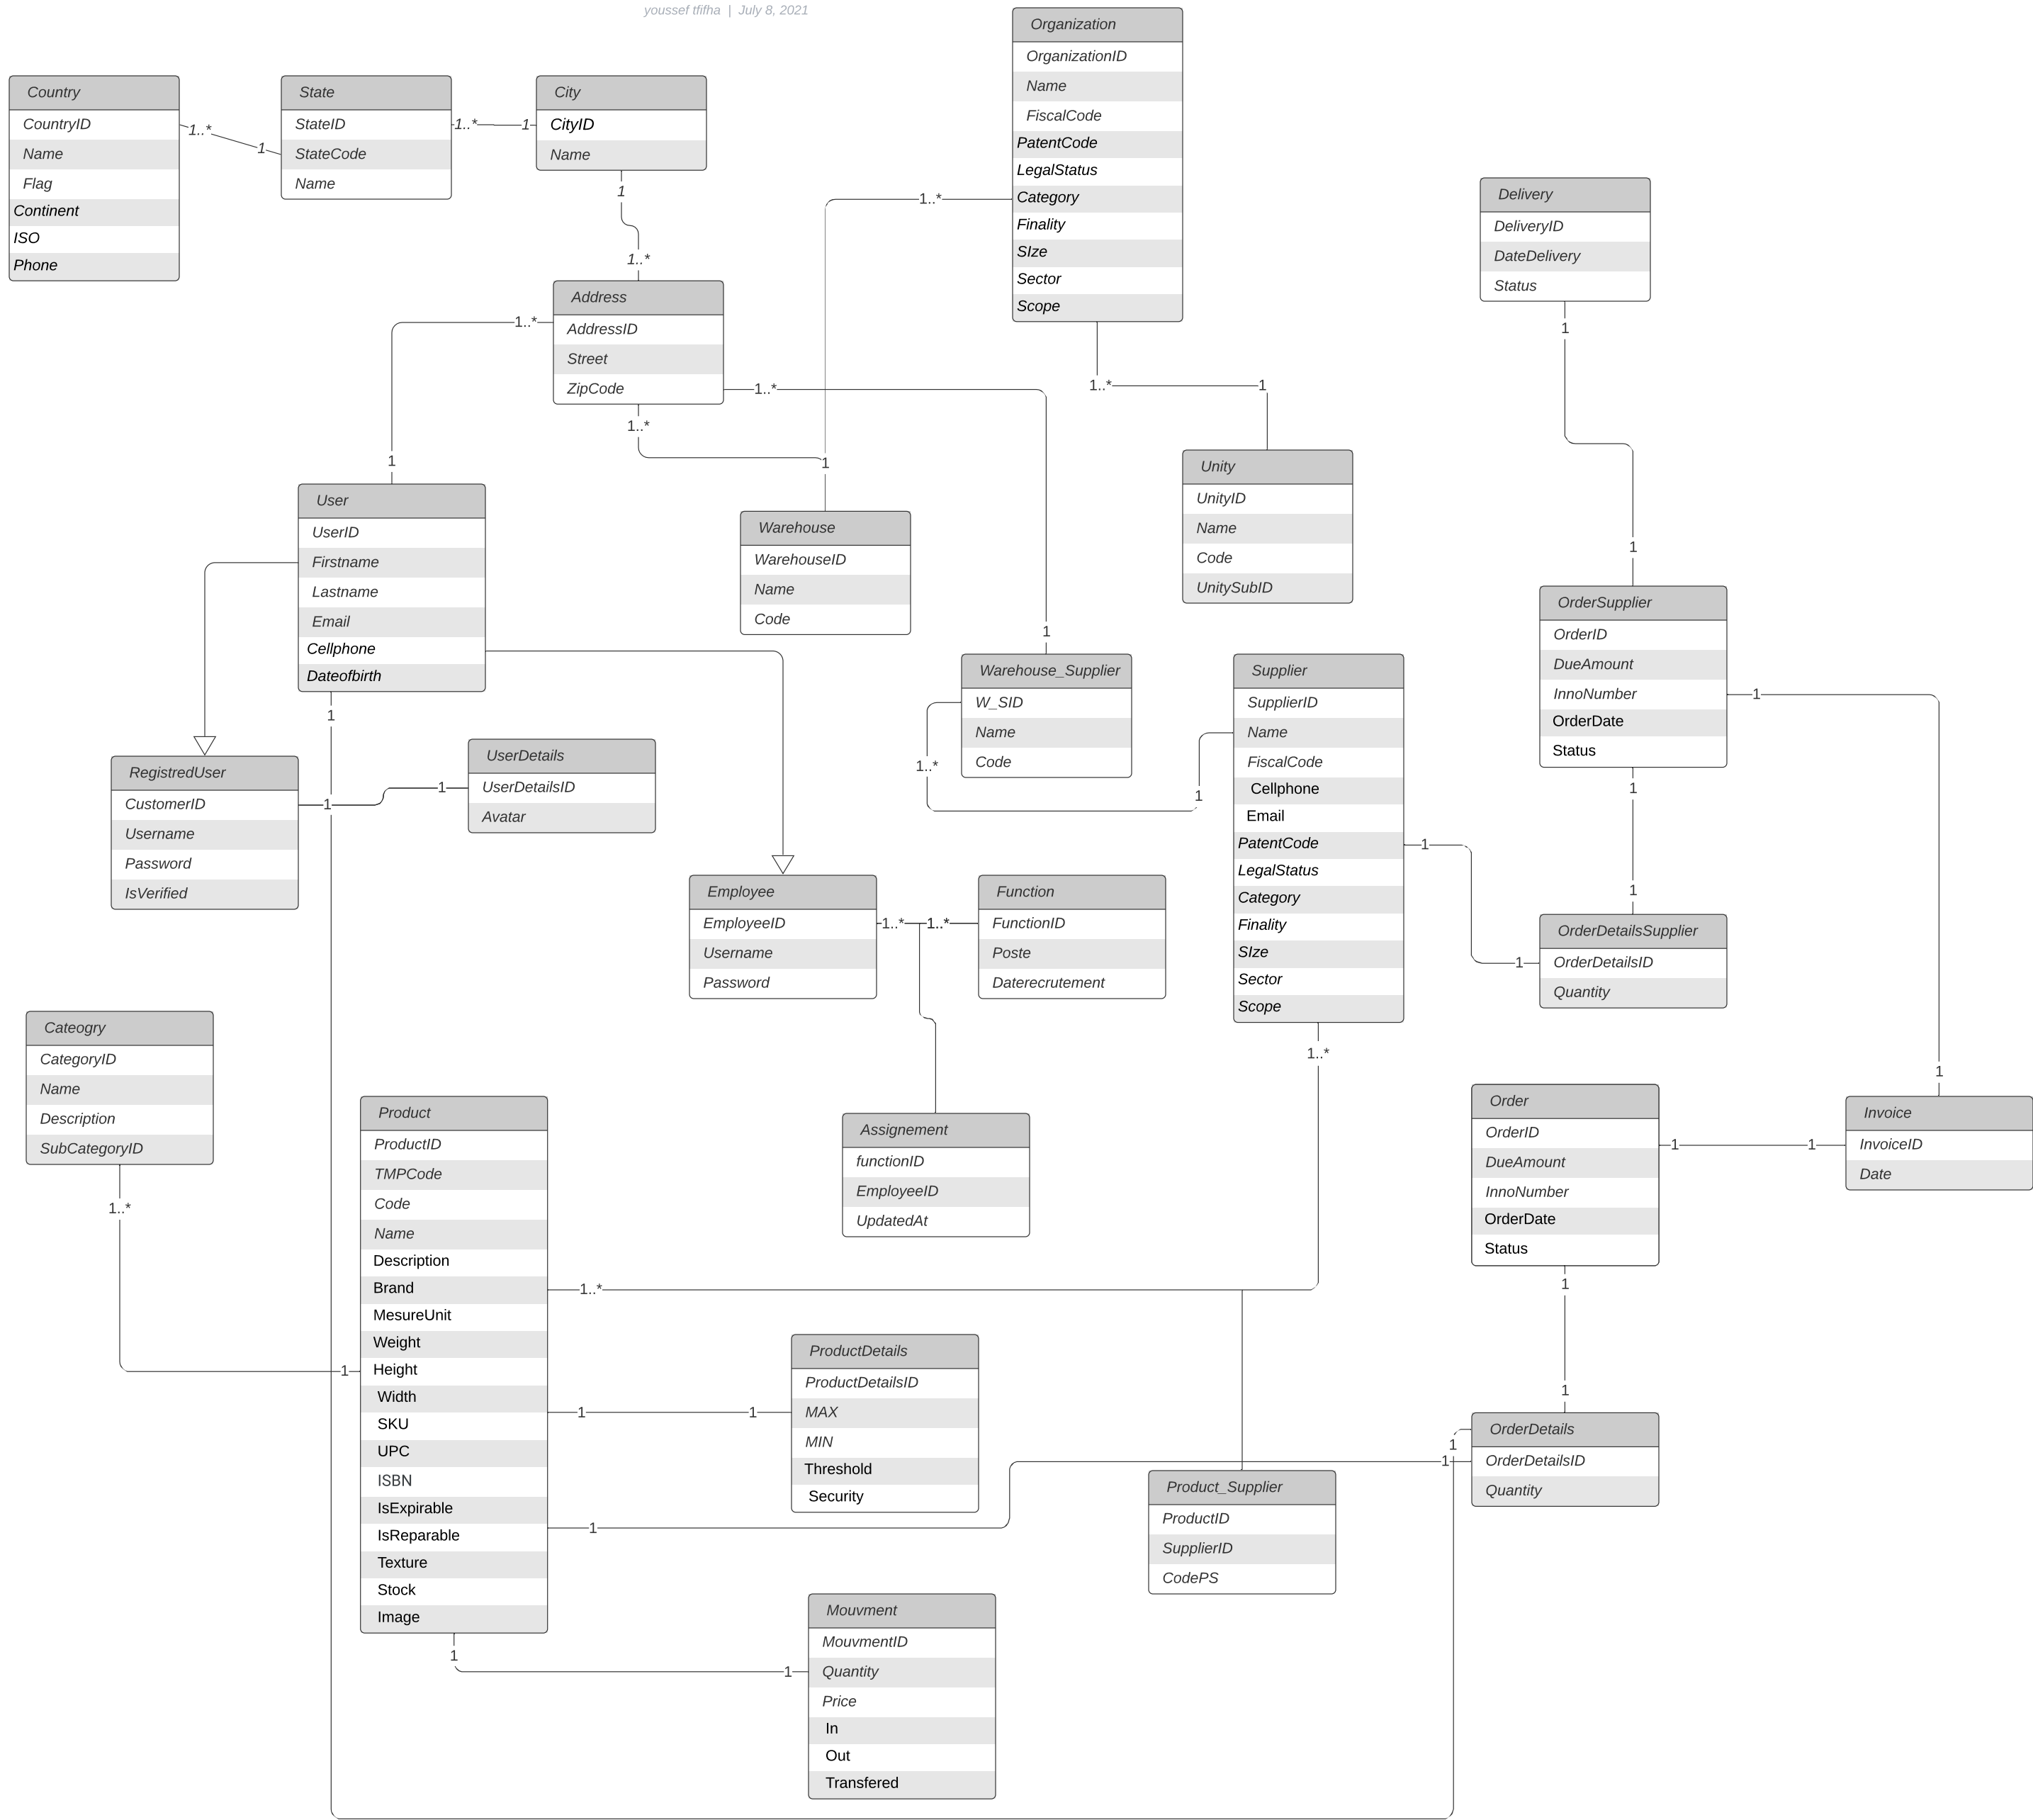 youssef tfifha | July 8, 2021
Organization
OrganizationID
Name
FiscalCode
PatentCode
LegalStatus
Category
Finality
SIze
Sector
Scope
Country
CountryID
Name
Flag
Continent
ISO
Phone
1..*
1
State
StateID
StateCode
Name
1..*
1
City
CityID
Name
1
1..*
Address
AddressID
Street
ZipCode
1..*
1
1..*
1..*
1..*
1
1
1..*
1
Delivery
DeliveryID
DateDelivery
Status
1
1
Unity
UnityID
Name
Code
UnitySubID
User
UserID
Firstname
Lastname
Email
Cellphone
Dateofbirth
1
Warehouse
WarehouseID
Name
Code
Warehouse_Supplier
W_SID
Name
Code
1..*
1
Supplier
SupplierID
Name
FiscalCode
Cellphone
Email
PatentCode
LegalStatus
Category
Finality
SIze
Sector
Scope
1
1
1..*
OrderSupplier
OrderID
DueAmount
InnoNumber
OrderDate
Status
1
1
1
1
OrderDetailsSupplier
OrderDetailsID
Quantity
RegistredUser
CustomerID
Username
Password
IsVerified
1
1
UserDetails
UserDetailsID
Avatar
Employee
EmployeeID
Username
Password
1..*
1..*
Function
FunctionID
Poste
Daterecrutement
Assignement
functionID
EmployeeID
UpdatedAt
Cateogry
CategoryID
Name
Description
SubCategoryID
1..*
1
Product
ProductID
TMPCode
Code
Name
Description
Brand
MesureUnit
Weight
Height
Width
SKU
UPC
ISBN
IsExpirable
IsReparable
Texture
Stock
Image
1..*
1
1
1
1
1
ProductDetails
ProductDetailsID
MAX
MIN
Threshold
Security
Product_Supplier
ProductID
SupplierID
CodePS
Order
OrderID
DueAmount
InnoNumber
OrderDate
Status
1
1
Invoice
InvoiceID
Date
1
1
1
1
OrderDetails
OrderDetailsID
Quantity
Mouvment
MouvmentID
Quantity
Price
In
Out
Transfered